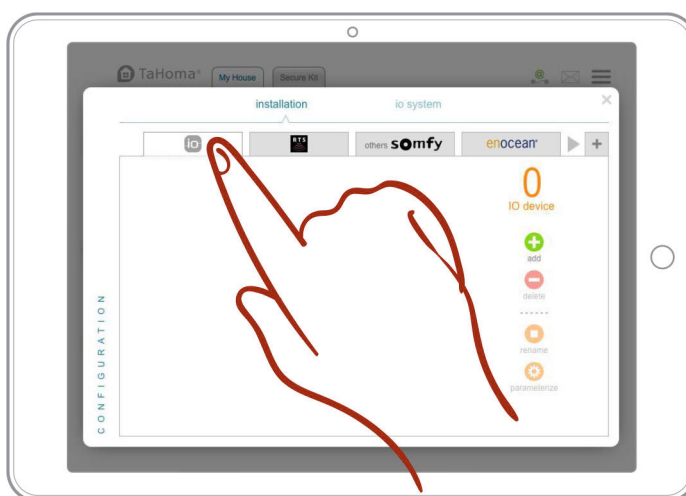 TaHoma® My House Secure Kit @
installation io system
io RTS others somfy enocean®
0
IO device
add
delete
rename
parameterize
CONFIGURATION